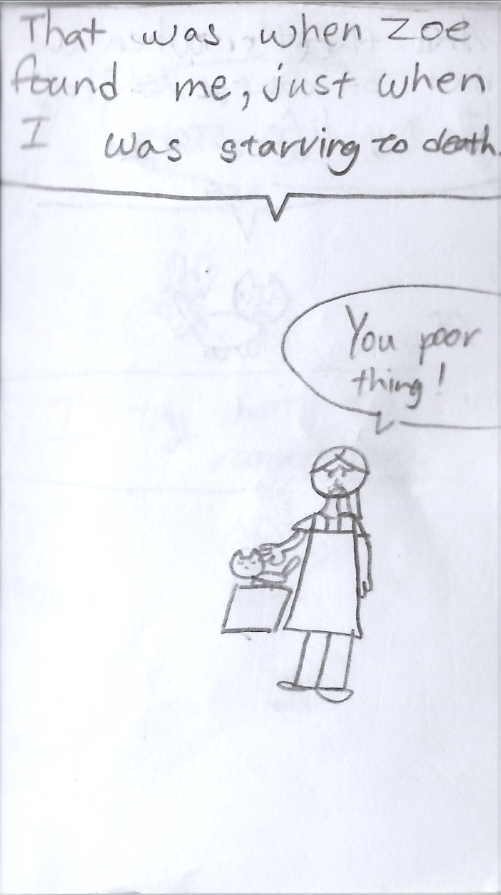 That was when Zoe
found me, just when
I was starving to death.
You poor
thing!